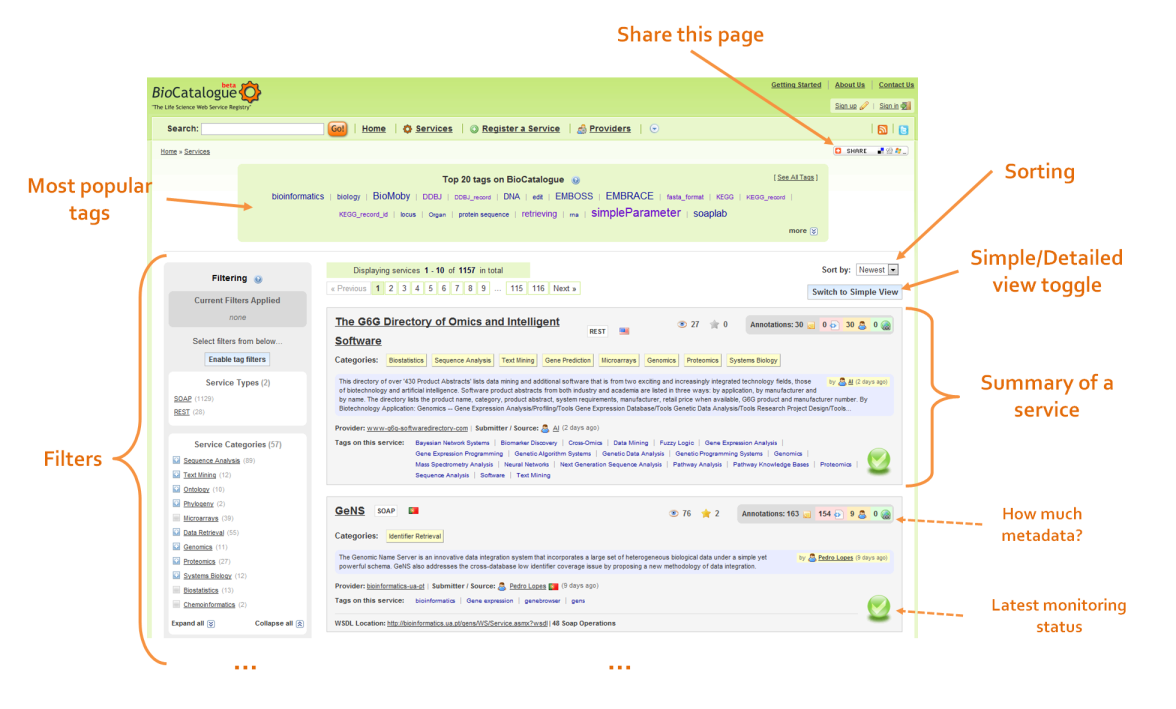 Share this page
beta
BioCatalogue
"The Life Science Web Service Registry"
Getting Started | About Us | Contact Us
Sign up | Sign in
Search: Go! | Home | Services | Register a Service | Providers |
Home » Services
SHARE
Most popular tags
Top 20 tags on BioCatalogue [ See All Tags ]
bioinformatics | biology | BioMoby | DDBJ | DDBJ_record | DNA | edit | EMBOSS | EMBRACE | fasta_format | KEGG | KEGG_record |
KEGG_record_id | locus | Organ | protein sequence | retrieving | rna | simpleParameter | soaplab
more
Sorting
Simple/Detailed view toggle
Filters
Filtering
Current Filters Applied
none
Select filters from below...
Enable tag filters
Service Types (2)
SOAP (1129)
REST (28)
Service Categories (57)
Sequence Analysis (89)
Text Mining (12)
Ontology (10)
Phylogeny (2)
Microarrays (39)
Data Retrieval (55)
Genomics (11)
Proteomics (27)
Systems Biology (12)
Biostatistics (13)
Chemoinformatics (2)
Expand all Collapse all
...
Displaying services 1 - 10 of 1157 in total
« Previous 1 2 3 4 5 6 7 8 9 ... 115 116 Next »
Sort by: Newest
Switch to Simple View
The G6G Directory of Omics and Intelligent
Software
REST
27 0 Annotations: 30 0 30 0
Categories: Biostatistics Sequence Analysis Text Mining Gene Prediction Microarrays Genomics Proteomics Systems Biology
This directory of over '430 Product Abstracts' lists data mining and additional software that is from two exciting and increasingly integrated technology fields, those
of biotechnology and artificial intelligence. Software product abstracts from both industry and academia are listed in three ways: by application, by manufacturer and
by name. The directory lists the product name, category, product abstract, system requirements, manufacturer, retail price when available, G6G product and manufacturer number. By
Biotechnology Application: Genomics -- Gene Expression Analysis/Profiling/Tools Gene Expression Database/Tools Genetic Data Analysis/Tools Research Project Design/Tools...
by Al (2 days ago)
Provider: www-g6g-softwaredirectory-com | Submitter / Source: Al (2 days ago)
Tags on this service: Bayesian Network Systems | Biomarker Discovery | Cross-Omics | Data Mining | Fuzzy Logic | Gene Expression Analysis |
Gene Expression Programming | Genetic Algorithm Systems | Genetic Data Analysis | Genetic Programming Systems | Genomics |
Mass Spectrometry Analysis | Neural Networks | Next Generation Sequence Analysis | Pathway Analysis | Pathway Knowledge Bases | Proteomics |
Sequence Analysis | Software | Text Mining
Summary of a service
GeNS SOAP
76 2 Annotations: 163 154 9 0
Categories: Identifier Retrieval
The Genomic Name Server is an innovative data integration system that incorporates a large set of heterogeneous biological data under a simple yet
powerful schema. GeNS also addresses the cross-database low identifier coverage issue by proposing a new methodology of data integration.
by Pedro Lopes (9 days ago)
Provider: bioinformatics-ua-pt | Submitter / Source: Pedro Lopes (9 days ago)
Tags on this service: bioinformatics | Gene expression | genebrowser | gens
WSDL Location: http://bioinformatics.ua.pt/gens/WS/Service.asmx?wsdl | 48 Soap Operations
How much metadata?
Latest monitoring status
...